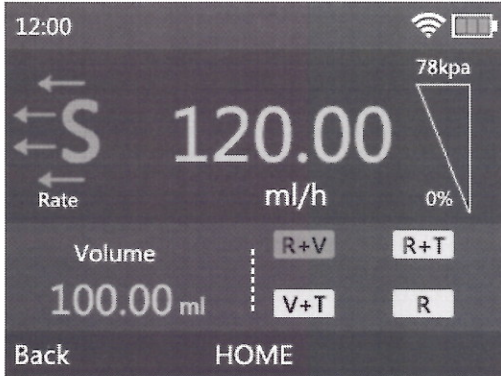 12:00
78kpa
S
120.00
Rate
ml/h
0%
Volume
R+V
R+T
100.00 ml
V+T
R
Back
HOME